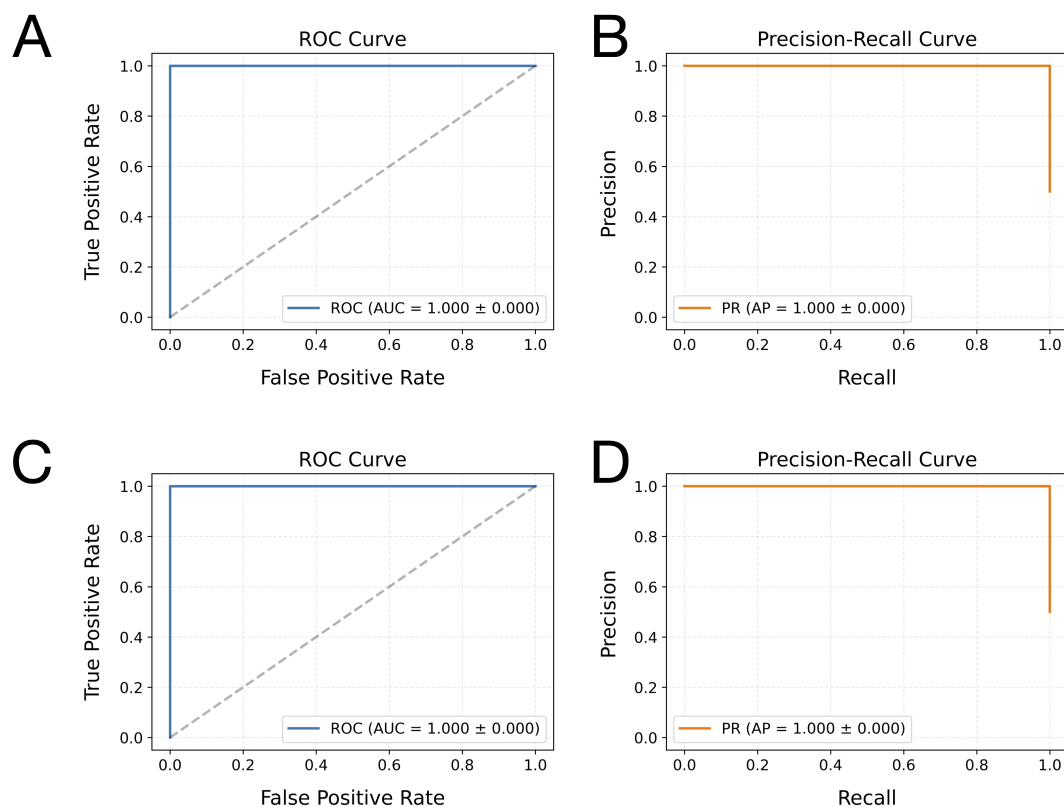 A
ROC Curve
True Positive Rate
1.0
0.8
0.6
0.4
0.2
0.0
ROC (AUC = 1.000 ± 0.000)
0.0 0.2 0.4 0.6 0.8 1.0
False Positive Rate
B
Precision-Recall Curve
Precision
1.0
0.8
0.6
0.4
0.2
0.0
PR (AP = 1.000 ± 0.000)
0.0 0.2 0.4 0.6 0.8 1.0
Recall
C
ROC Curve
True Positive Rate
1.0
0.8
0.6
0.4
0.2
0.0
ROC (AUC = 1.000 ± 0.000)
0.0 0.2 0.4 0.6 0.8 1.0
False Positive Rate
D
Precision-Recall Curve
Precision
1.0
0.8
0.6
0.4
0.2
0.0
PR (AP = 1.000 ± 0.000)
0.0 0.2 0.4 0.6 0.8 1.0
Recall